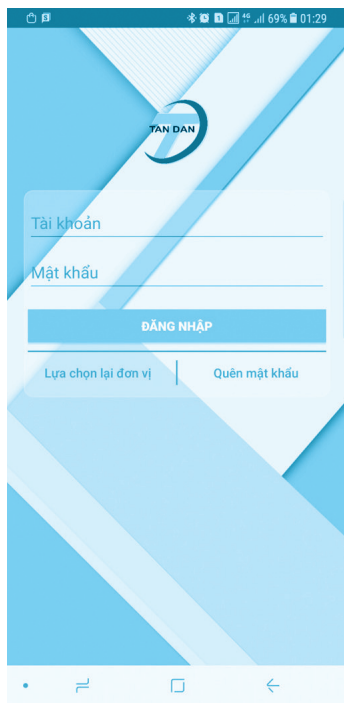 69% 01:29
TAN DAN
Tài khoản
Mật khẩu
ĐĂNG NHẬP
Lựa chọn lại đơn vị
Quên mật khẩu